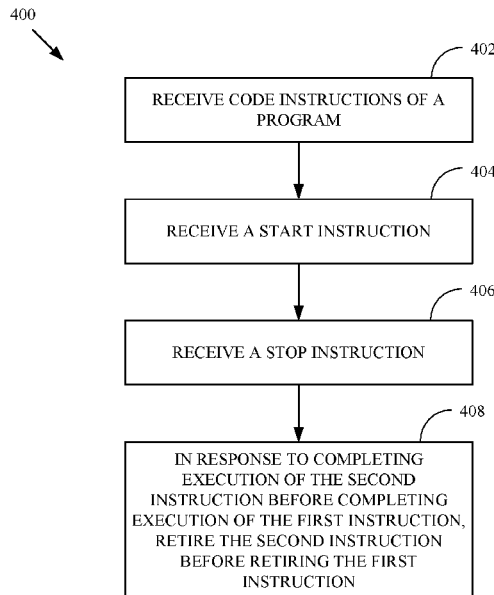 400
402
RECEIVE CODE INSTRUCTIONS OF A
PROGRAM
404
RECEIVE A START INSTRUCTION
406
RECEIVE A STOP INSTRUCTION
408
IN RESPONSE TO COMPLETING
EXECUTION OF THE SECOND
INSTRUCTION BEFORE COMPLETING
EXECUTION OF THE FIRST INSTRUCTION,
RETIRE THE SECOND INSTRUCTION
BEFORE RETIRING THE FIRST
INSTRUCTION